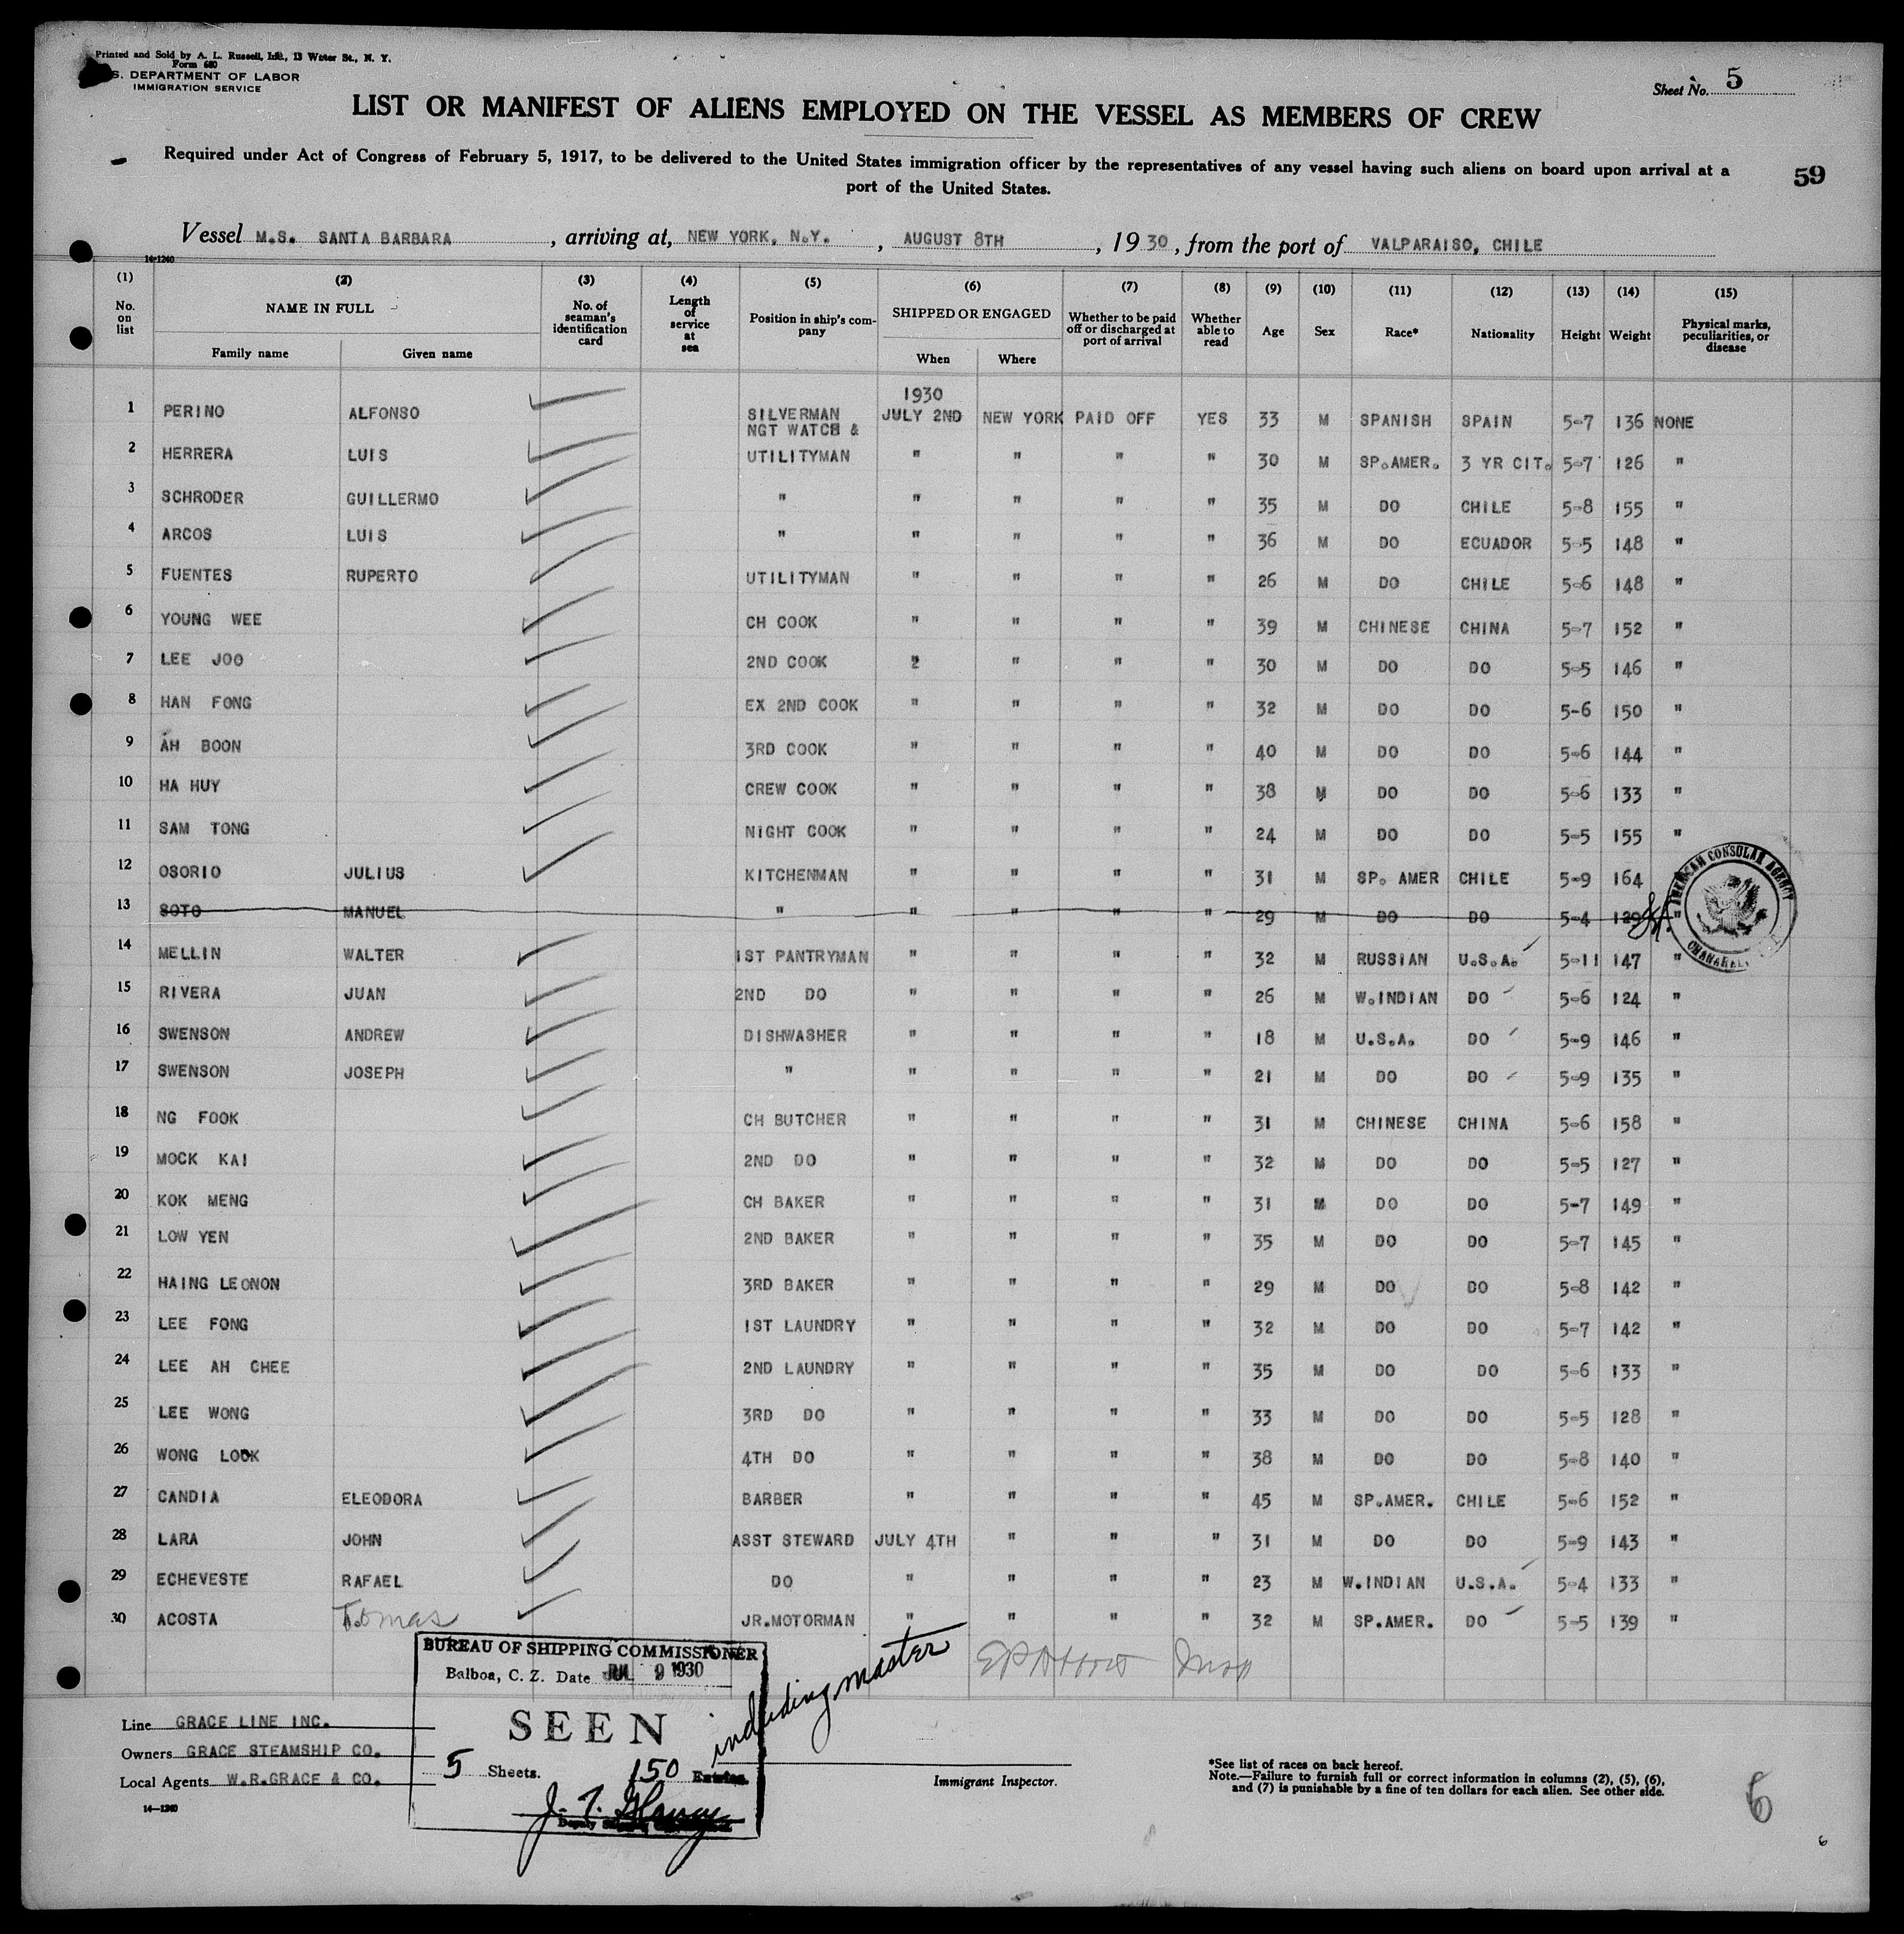 Printed and Sold by A. L. Russell, Inc., 13 Water St., N. Y.
Form 680
S. DEPARTMENT OF LABOR
IMMIGRATION SERVICE
Sheet No. 5
LIST OR MANIFEST OF ALIENS EMPLOYED ON THE VESSEL AS MEMBERS OF CREW
Required under Act of Congress of February 5, 1917, to be delivered to the United States immigration officer by the representatives of any vessel having such aliens on board upon arrival at a
port of the United States.
59
Vessel M.S. SANTA BARBARA, arriving at, NEW YORK, N.Y., AUGUST 8TH, 1930, from the port of VALPARAISO, CHILE
14-1240
(1) (2) (3) (4) (5) (6) (7) (8) (9) (10) (11) (12) (13) (14) (15)
No. on list NAME IN FULL Family name Given name No. of seaman's identification card Length of service at sea Position in ship's company SHIPPED OR ENGAGED When Where Whether to be paid off or discharged at port of arrival Whether able to read Age Sex Race* Nationality Height Weight Physical marks, peculiarities, or disease
1930
1 PERINO ALFONSO SILVERMAN JULY 2ND NEW YORK PAID OFF YES 33 M SPANISH SPAIN 5-7 136 NONE
NGT WATCH &
2 HERRERA LUIS UTILITYMAN " " " " 30 M SP.AMER. 3 YR CIT. 5-7 126 "
3 SCHRODER GUILLERMO " " " " " 35 M DO CHILE 5-8 155 "
4 ARCOS LUIS " " " " " 36 M DO ECUADOR 5-5 148 "
5 FUENTES RUPERTO UTILITYMAN " " " " 26 M DO CHILE 5-6 148 "
6 YOUNG WEE CH COOK " " " " 39 M CHINESE CHINA 5-7 152 "
7 LEE JOO 2ND COOK " " " " 30 M DO DO 5-5 146 "
8 HAN FONG EX 2ND COOK " " " " 32 M DO DO 5-6 150 "
9 AH BOON 3RD COOK " " " " 40 M DO DO 5-6 144 "
10 HA HUY CREW COOK " " " " 38 M DO DO 5-6 133 "
11 SAM TONG NIGHT COOK " " " " 24 M DO DO 5-5 155 "
12 OSORIO JULIUS KITCHENMAN " " " " 31 M SP. AMER CHILE 5-9 164
13 SOTO MANUEL " " " " " 29 M DO DO 5-4 129
AMERICAN CONSULAR AGENCY
14 MELLIN WALTER 1ST PANTRYMAN " " " " 32 M RUSSIAN U.S.A. 5-11 147 "
15 RIVERA JUAN 2ND DO " " " " 26 M W.INDIAN DO 5-6 124 "
16 SWENSON ANDREW DISHWASHER " " " " 18 M U.S.A. DO 5-9 146 "
17 SWENSON JOSEPH " " " " " 21 M DO DO 5-9 135 "
18 NG FOOK CH BUTCHER " " " " 31 M CHINESE CHINA 5-6 158 "
19 MOCK KAI 2ND DO " " " " 32 M DO DO 5-5 127 "
20 KOK MENG CH BAKER " " " " 31 M DO DO 5-7 149 "
21 LOW YEN 2ND BAKER " " " " 35 M DO DO 5-7 145 "
22 HAING LEONON 3RD BAKER " " " " 29 M DO DO 5-8 142 "
23 LEE FONG 1ST LAUNDRY " " " " 32 M DO DO 5-7 142 "
24 LEE AH CHEE 2ND LAUNDRY " " " " 35 M DO DO 5-6 133 "
25 LEE WONG 3RD DO " " " " 33 M DO DO 5-5 128 "
26 WONG LOOK 4TH DO " " " " 38 M DO DO 5-8 140 "
27 CANDIA ELEODORA BARBER " " " " 45 M SP.AMER. CHILE 5-6 152 "
28 LARA JOHN ASST STEWARD JULY 4TH " " " 31 M DO DO 5-9 143 "
29 ECHEVESTE RAFAEL DO " " " " 23 M W.INDIAN U.S.A. 5-4 133 "
30 ACOSTA Tomas JR.MOTORMAN " " " " 32 M SP.AMER. DO 5-5 139 "
BUREAU OF SHIPPING COMMISSIONER
Balboa, C. Z. Date JUL 9 1930
SEEN
5 Sheets. 150 Entries.
including master
Deputy
Line GRACE LINE INC.
Owners GRACE STEAMSHIP CO.
Local Agents W.R.GRACE & CO.
14-1240
Immigrant Inspector.
*See list of races on back hereof.
Note.—Failure to furnish full or correct information in columns (2), (5), (6),
and (7) is punishable by a fine of ten dollars for each alien. See other side.
6
6